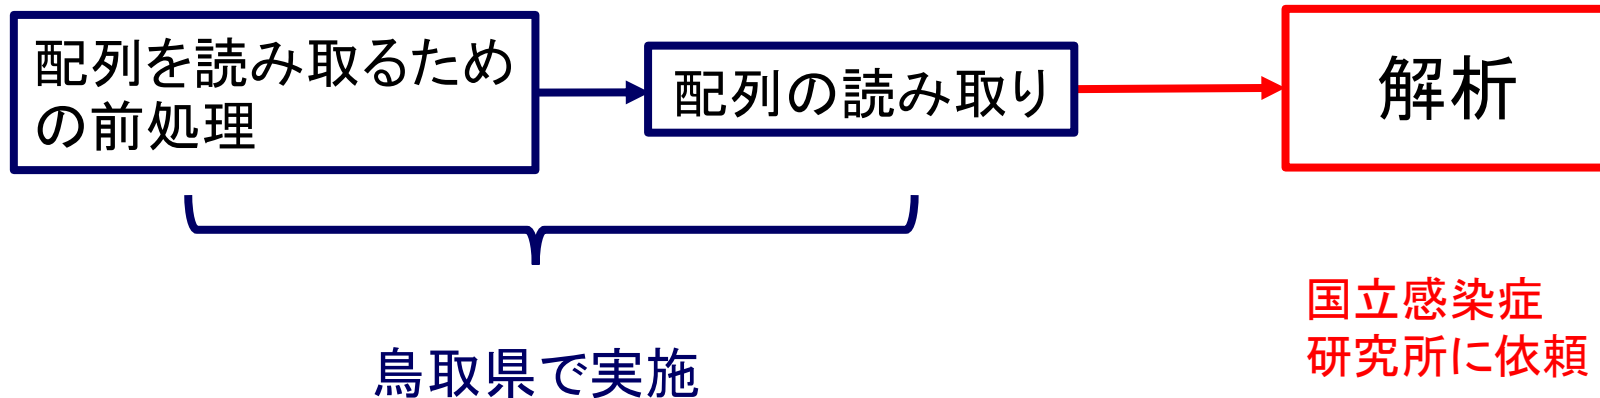 配列を読み取るため
の前処理
配列の読み取り
解析
鳥取県で実施
国立感染症
研究所に依頼